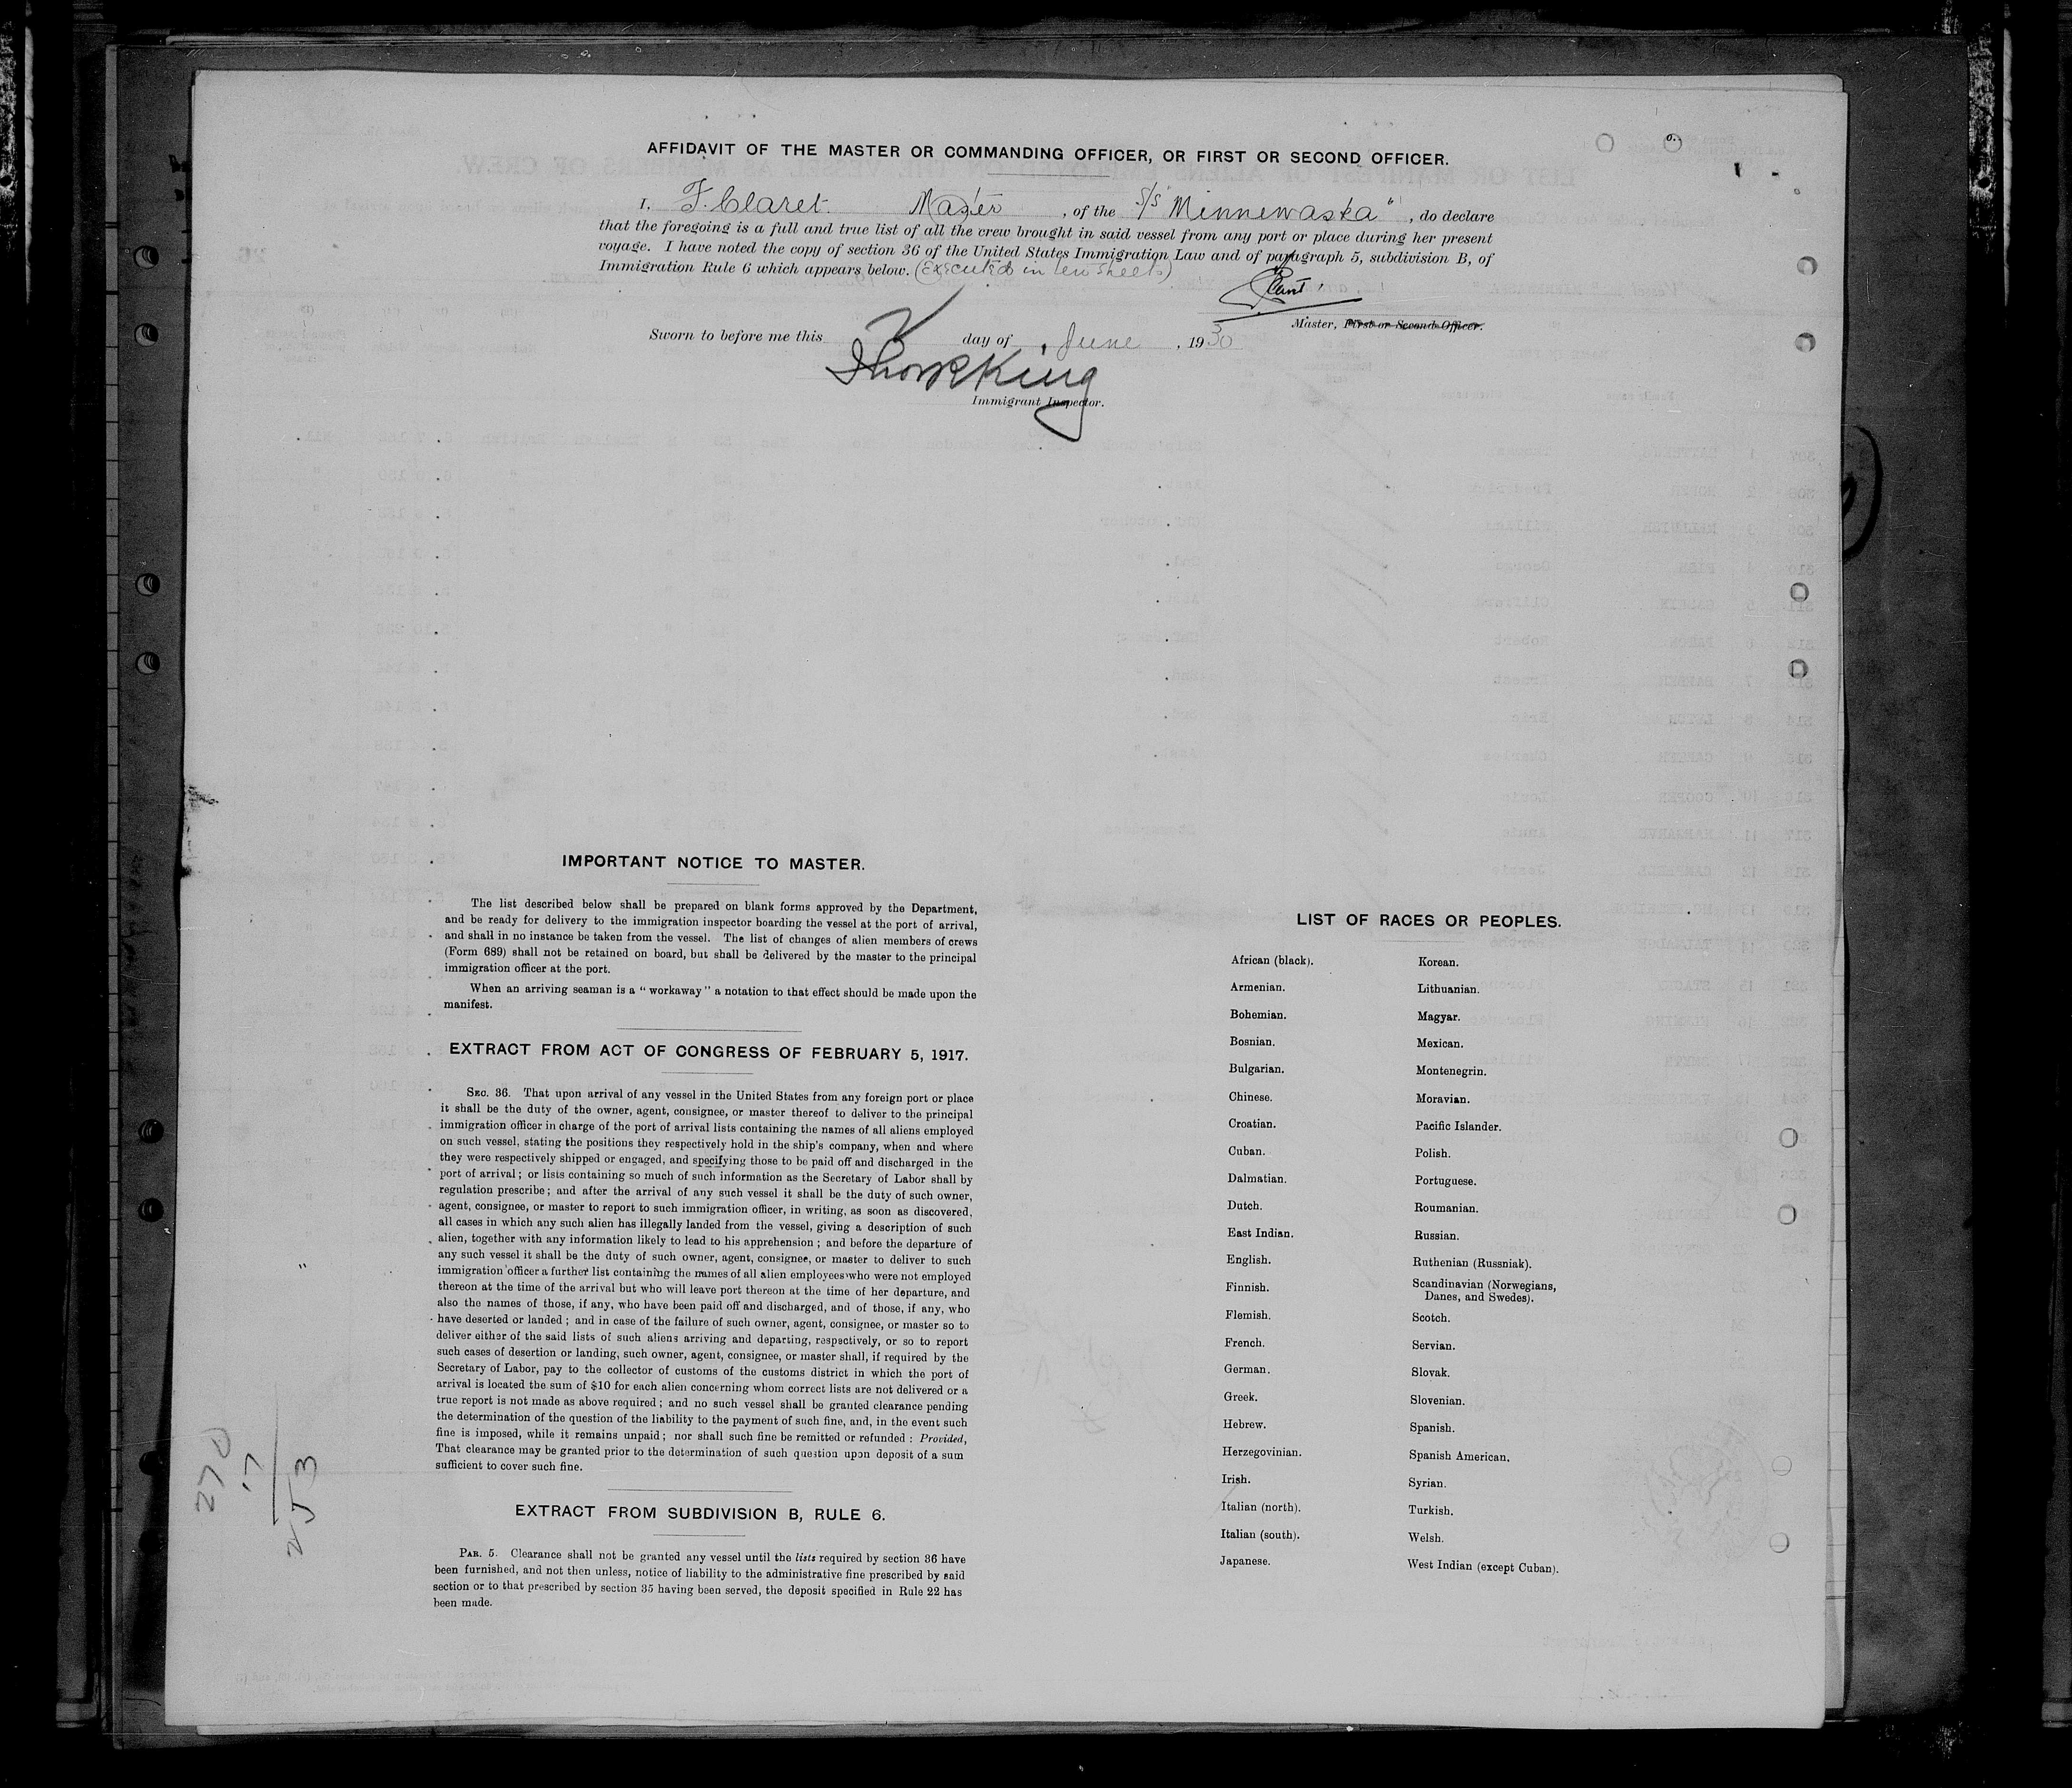 AFFIDAVIT OF THE MASTER OR COMMANDING OFFICER, OR FIRST OR SECOND OFFICER.
I, F. Claret Master, of the S/S "Minnewaska", do declare
that the foregoing is a full and true list of all the crew brought in said vessel from any port or place during her present
voyage. I have noted the copy of section 36 of the United States Immigration Law and of paragraph 5, subdivision B, of
Immigration Rule 6 which appears below. (Executed in ten sheets)
Master, First or Second Officer.
Sworn to before me this day of June, 1930
King
Immigrant Inspector.
IMPORTANT NOTICE TO MASTER.
The list described below shall be prepared on blank forms approved by the Department,
and be ready for delivery to the immigration inspector boarding the vessel at the port of arrival,
and shall in no instance be taken from the vessel. The list of changes of alien members of crews
(Form 689) shall not be retained on board, but shall be delivered by the master to the principal
immigration officer at the port.
When an arriving seaman is a "workaway" a notation to that effect should be made upon the
manifest.
EXTRACT FROM ACT OF CONGRESS OF FEBRUARY 5, 1917.
SEC. 36. That upon arrival of any vessel in the United States from any foreign port or place
it shall be the duty of the owner, agent, consignee, or master thereof to deliver to the principal
immigration officer in charge of the port of arrival lists containing the names of all aliens employed
on such vessel, stating the positions they respectively hold in the ship's company, when and where
they were respectively shipped or engaged, and specifying those to be paid off and discharged in the
port of arrival; or lists containing so much of such information as the Secretary of Labor shall by
regulation prescribe; and after the arrival of any such vessel it shall be the duty of such owner,
agent, consignee, or master to report to such immigration officer, in writing, as soon as discovered,
all cases in which any such alien has illegally landed from the vessel, giving a description of such
alien, together with any information likely to lead to his apprehension; and before the departure of
any such vessel it shall be the duty of such owner, agent, consignee, or master to deliver to such
immigration officer a further list containing the names of all alien employees who were not employed
thereon at the time of the arrival but who will leave port thereon at the time of her departure, and
also the names of those, if any, who have been paid off and discharged, and of those, if any, who
have deserted or landed; and in case of the failure of such owner, agent, consignee, or master so to
deliver either of the said lists of such aliens arriving and departing, respectively, or so to report
such cases of desertion or landing, such owner, agent, consignee, or master shall, if required by the
Secretary of Labor, pay to the collector of customs of the customs district in which the port of
arrival is located the sum of $10 for each alien concerning whom correct lists are not delivered or a
true report is not made as above required; and no such vessel shall be granted clearance pending
the determination of the question of the liability to the payment of such fine, and, in the event such
fine is imposed, while it remains unpaid; nor shall such fine be remitted or refunded: Provided,
That clearance may be granted prior to the determination of such question upon deposit of a sum
sufficient to cover such fine.
EXTRACT FROM SUBDIVISION B, RULE 6.
PAR. 5. Clearance shall not be granted any vessel until the lists required by section 36 have
been furnished, and not then unless, notice of liability to the administrative fine prescribed by said
section or to that prescribed by section 35 having been served, the deposit specified in Rule 22 has
been made.
LIST OF RACES OR PEOPLES.
African (black).
Armenian.
Bohemian.
Bosnian.
Bulgarian.
Chinese.
Croatian.
Cuban.
Dalmatian.
Dutch.
East Indian.
English.
Finnish.
Flemish.
French.
German.
Greek.
Hebrew.
Herzegovinian.
Irish.
Italian (north).
Italian (south).
Japanese.
Korean.
Lithuanian.
Magyar.
Mexican.
Montenegrin.
Moravian.
Pacific Islander.
Polish.
Portuguese.
Roumanian.
Russian.
Ruthenian (Russniak).
Scandinavian (Norwegians,
Danes, and Swedes).
Scotch.
Servian.
Slovak.
Slovenian.
Spanish.
Spanish American.
Syrian.
Turkish.
Welsh.
West Indian (except Cuban).
270
17
253